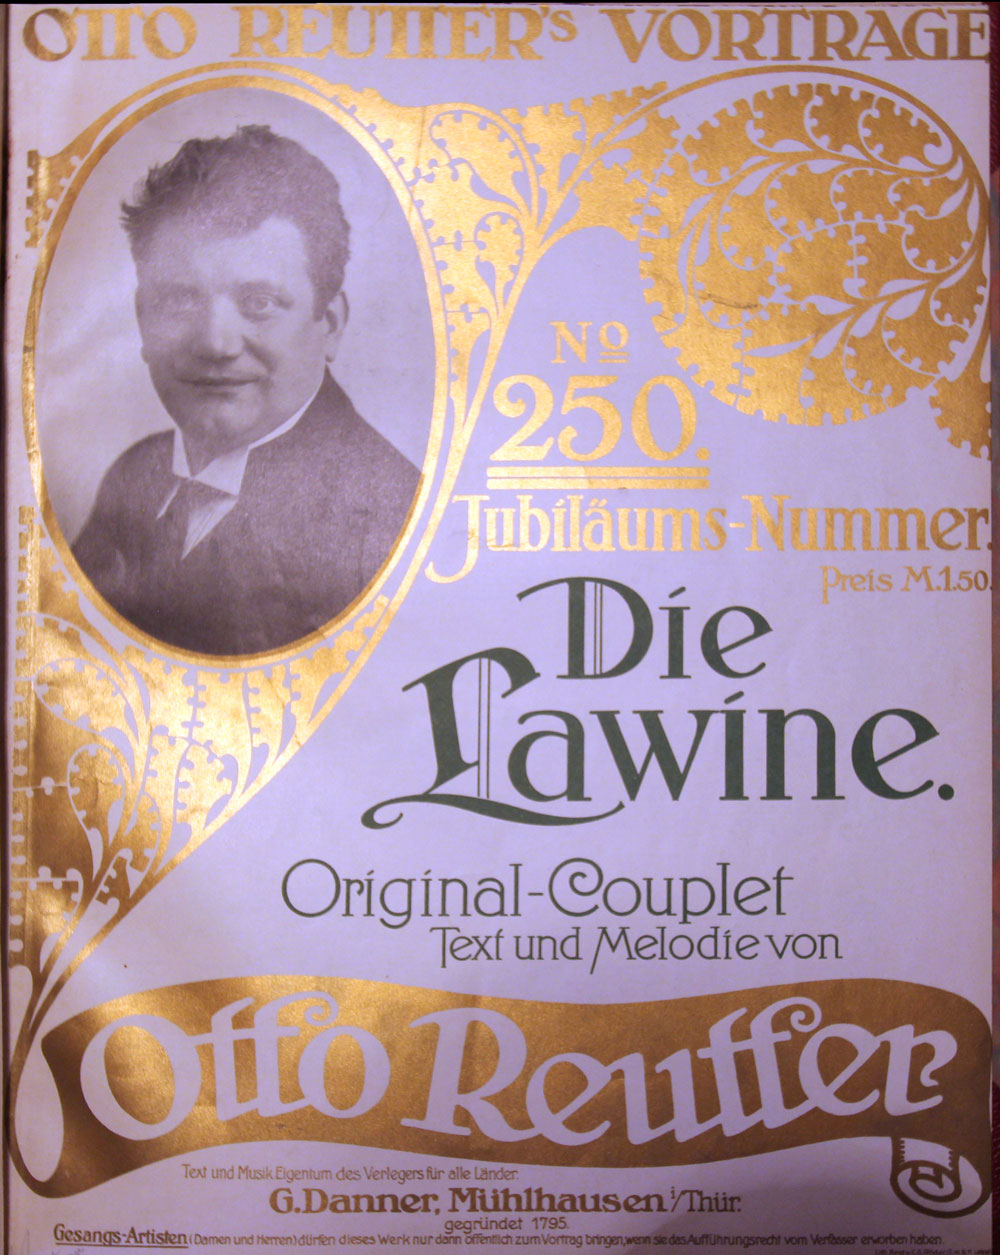 OTTO REUTTER's VORTRAGE
No
250.
Jubiläums-Nummer.
Preis M.1.50.
Die
Lawine.
Original-Couplet
Text und Melodie von
Otto Reutter
Text und Musik Eigentum des Verlegers für alle Länder.
G. Danner, Mühlhausen i/Thür.
gegründet 1795.
Gesangs-Artisten (Damen und Herren) dürfen dieses Werk nur dann öffentlich zum Vortrag bringen, wenn sie das Aufführungsrecht vom Verfasser erworben haben.